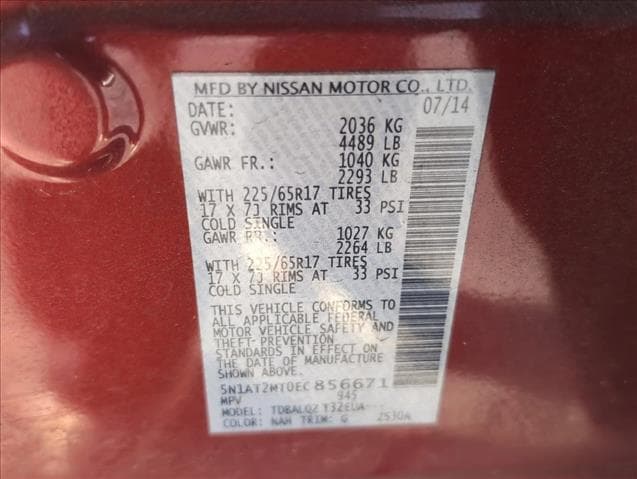 MFD BY NISSAN MOTOR CO., LTD.
DATE: 07/14
GVWR: 2036 KG
4489 LB
GAWR FR.: 1040 KG
2293 LB
WITH 225/65R17 TIRES
17 X 7J RIMS AT 33 PSI
COLD SINGLE
GAWR RR.: 1027 KG
2264 LB
WITH 225/65R17 TIRES
17 X 7J RIMS AT 33 PSI
COLD SINGLE
THIS VEHICLE CONFORMS TO
ALL APPLICABLE FEDERAL
MOTOR VEHICLE SAFETY AND
THEFT-PREVENTION
STANDARDS IN EFFECT ON
THE DATE OF MANUFACTURE
SHOWN ABOVE.
5N1AT2MT0EC856671
MPV 945
MODEL:
COLOR: NAH TRIM: G 2530A